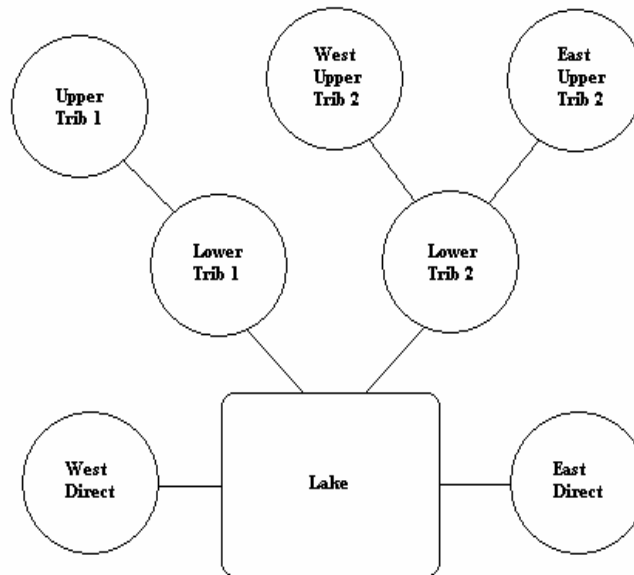 Upper
Trib 1
West
Upper
Trib 2
East
Upper
Trib 2
Lower
Trib 1
Lower
Trib 2
West
Direct
Lake
East
Direct